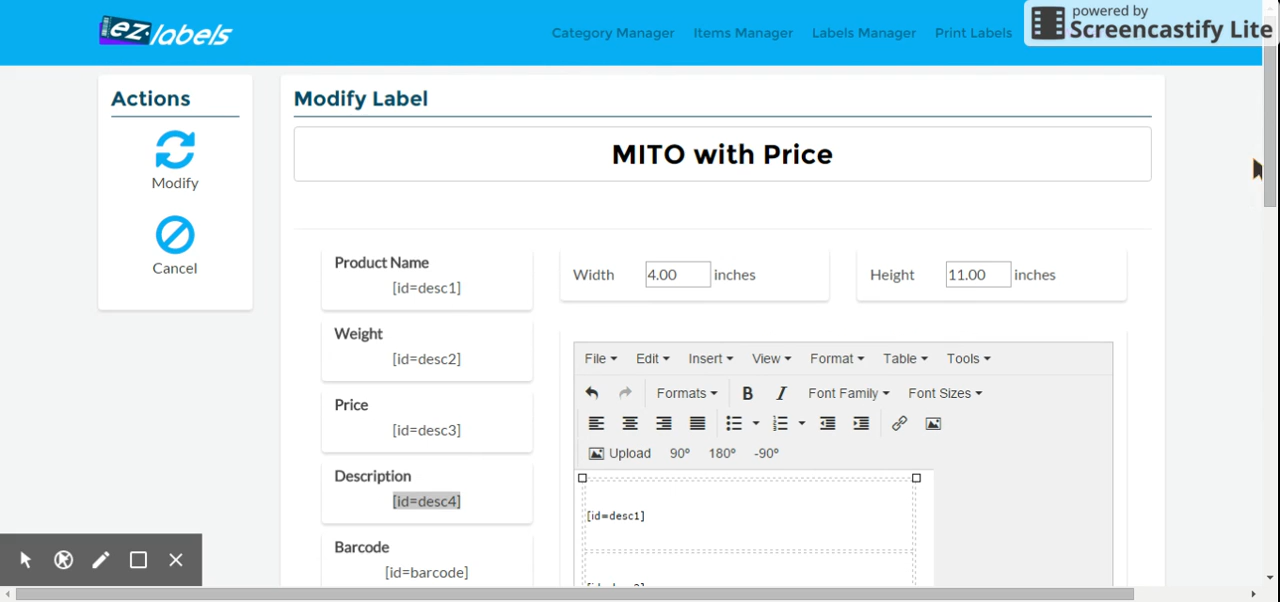 ez-labels
Category Manager Items Manager Labels Manager Print Labels
powered by
Screencastify Lite
Actions
Modify
Cancel
Modify Label
MITO with Price
Product Name
[id=desc1]
Weight
[id=desc2]
Price
[id=desc3]
Description
[id=desc4]
Barcode
[id=barcode]
Width 4.00 inches
Height 11.00 inches
File Edit Insert View Format Table Tools
Formats B I Font Family Font Sizes
Upload 90° 180° -90°
[id=desc1]